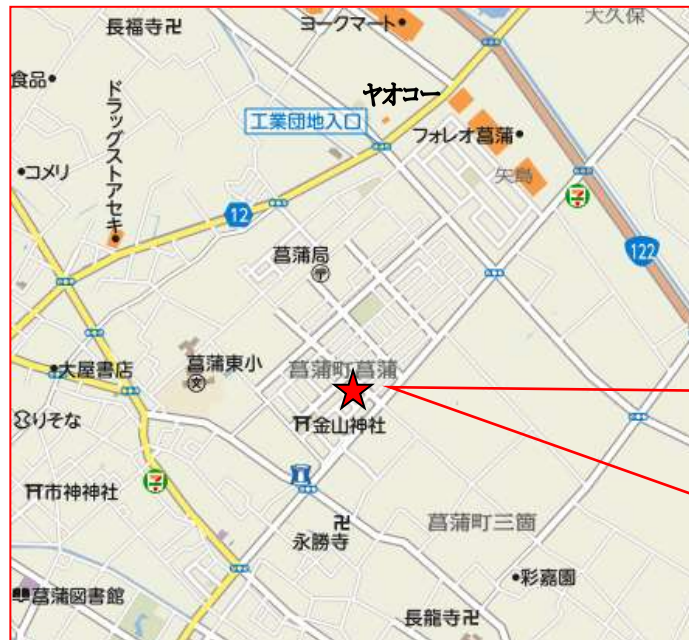 長福寺卍
ヨークマート
大久保
食品
ドラッグストアセキ
ヤオコー
工業団地入口
フォレオ菖蒲
コメリ
矢島
12
122
菖蒲局
大屋書店
菖蒲東小
文
菖蒲町菖蒲
りそな
金山神社
市神神社
卍
永勝寺
菖蒲町三箇
彩嘉園
菖蒲図書館
長龍寺卍